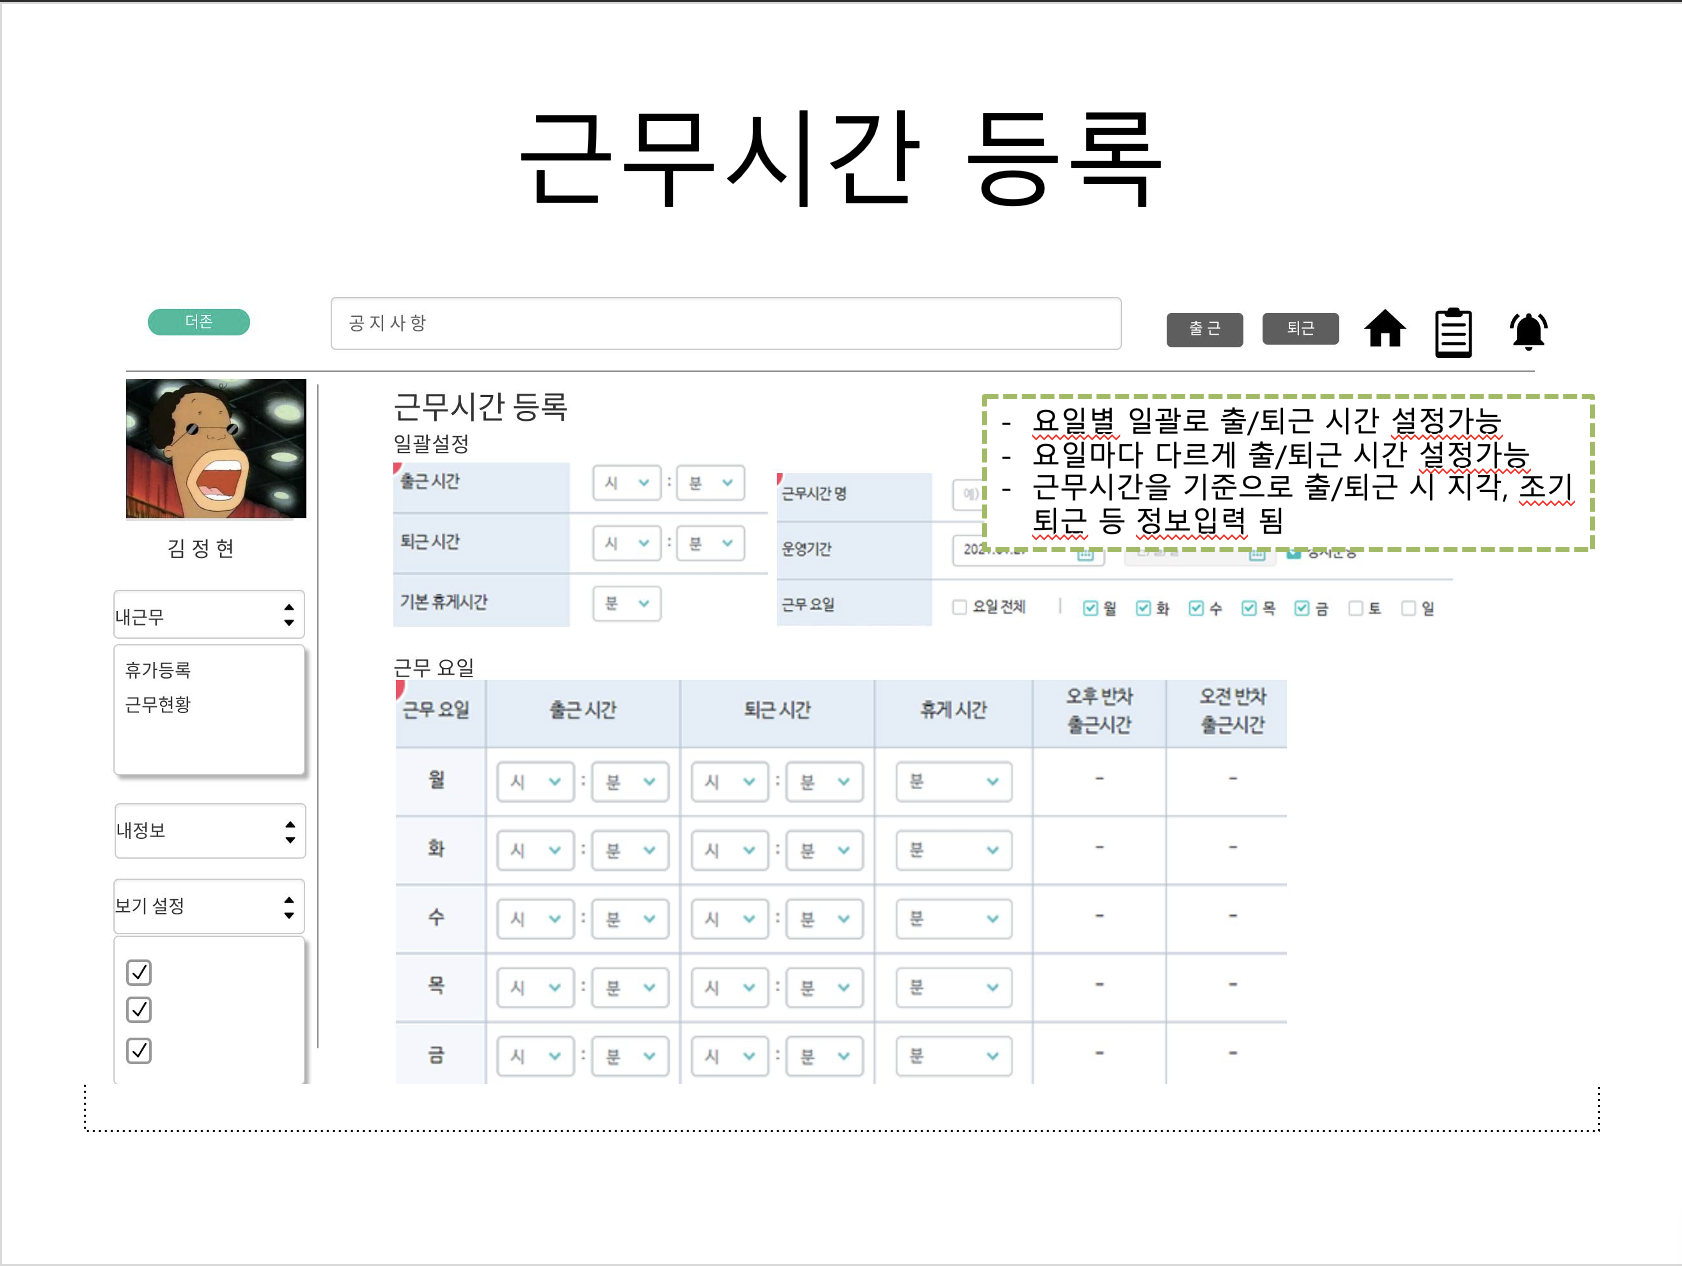 근무시간 등록
더존
공지사항
출근
퇴근
김정현
내근무
휴가등록
근무현황
내정보
보기 설정
근무시간 등록
일괄설정
출근 시간
시 : 분
퇴근 시간
시 : 분
기본 휴게시간
분
- 요일별 일괄로 출/퇴근 시간 설정가능
- 요일마다 다르게 출/퇴근 시간 설정가능
- 근무시간을 기준으로 출/퇴근 시 지각, 조기
퇴근 등 정보입력 됨
근무시간 명
예)
운영기간
근무 요일
요일 전체 | 월 화 수 목 금 토 일
근무 요일
근무 요일 출근 시간 퇴근 시간 휴게 시간 오후 반차 출근시간 오전 반차 출근시간
월 시 : 분 시 : 분 분 - -
화 시 : 분 시 : 분 분 - -
수 시 : 분 시 : 분 분 - -
목 시 : 분 시 : 분 분 - -
금 시 : 분 시 : 분 분 - -